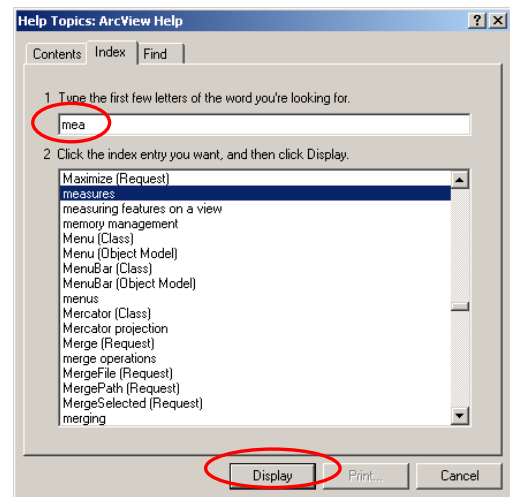 Help Topics: ArcView Help
Contents Index Find
1 Type the first few letters of the word you're looking for.
mea
2 Click the index entry you want, and then click Display.
Maximize (Request)
measures
measuring features on a view
memory management
Menu (Class)
Menu (Object Model)
MenuBar (Class)
MenuBar (Object Model)
menus
Mercator (Class)
Mercator projection
Merge (Request)
merge operations
MergeFile (Request)
MergePath (Request)
MergeSelected (Request)
merging
Display Print... Cancel